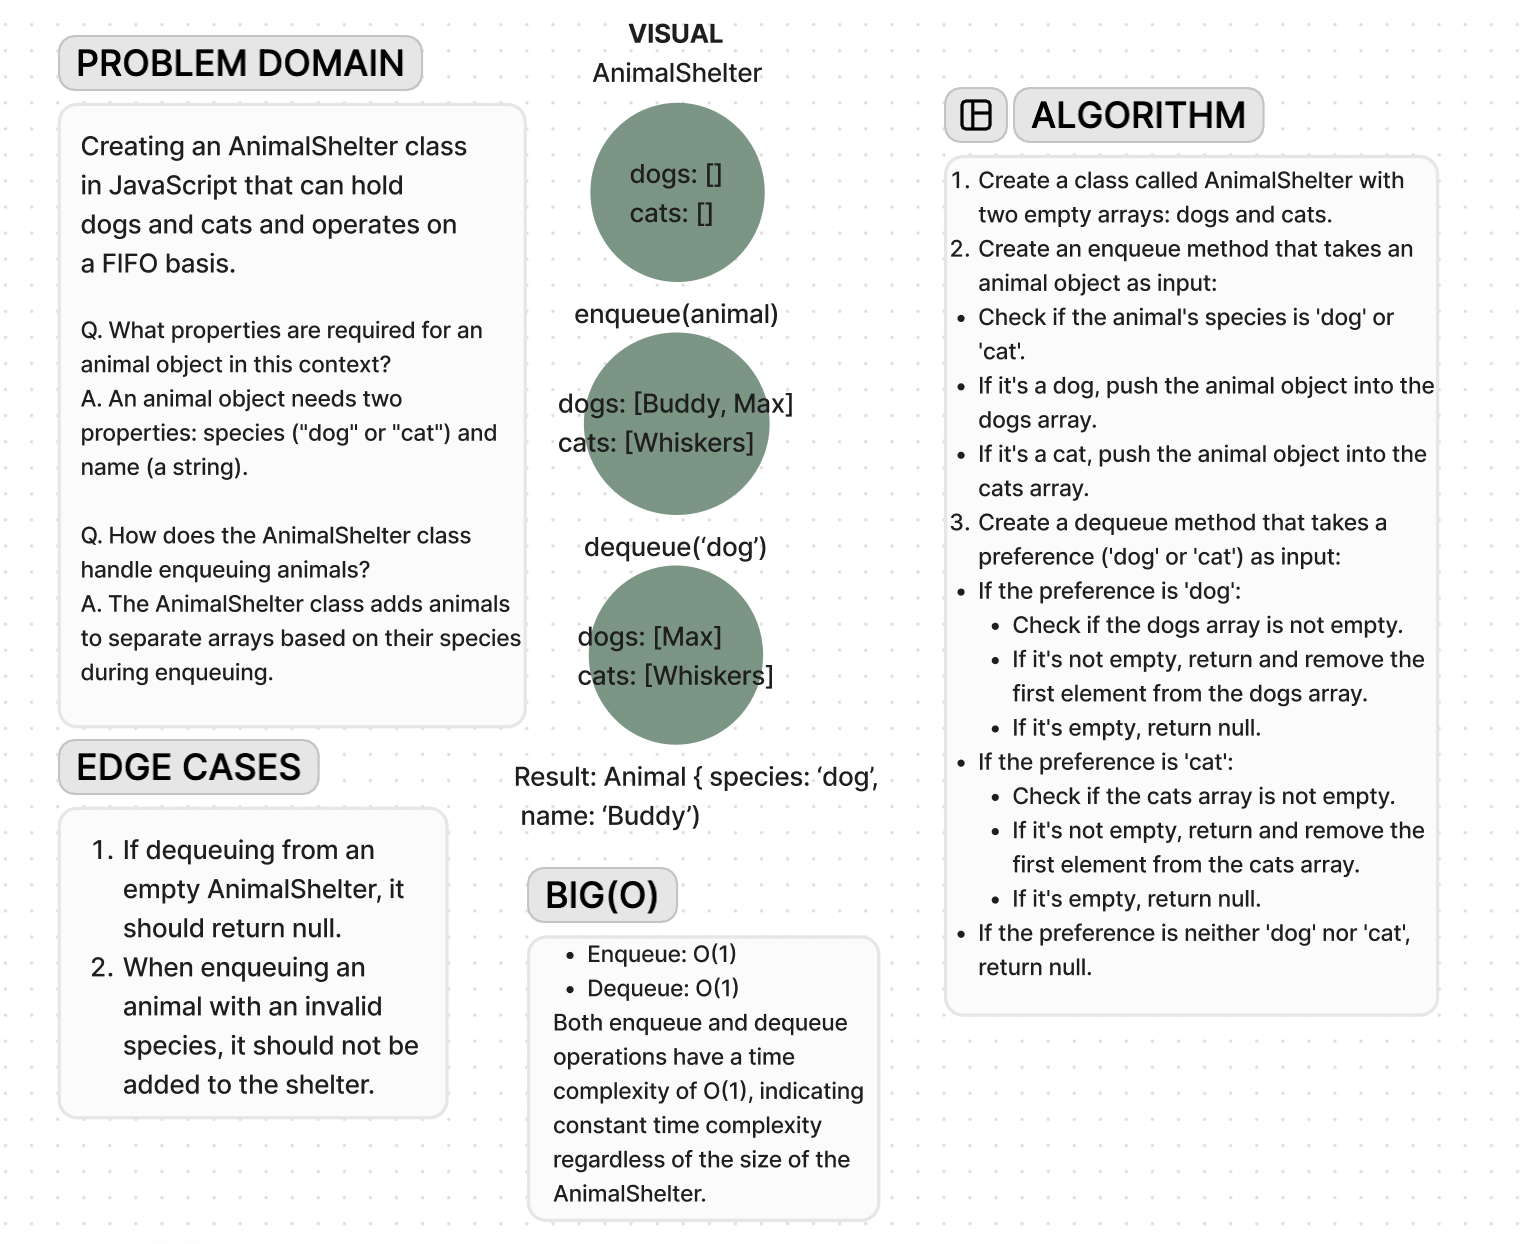 PROBLEM DOMAIN
Creating an AnimalShelter class
in JavaScript that can hold
dogs and cats and operates on
a FIFO basis.
Q. What properties are required for an
animal object in this context?
A. An animal object needs two
properties: species ("dog" or "cat") and
name (a string).
Q. How does the AnimalShelter class
handle enqueuing animals?
A. The AnimalShelter class adds animals
to separate arrays based on their species
during enqueuing.
EDGE CASES
1. If dequeuing from an
empty AnimalShelter, it
should return null.
2. When enqueuing an
animal with an invalid
species, it should not be
added to the shelter.
VISUAL
AnimalShelter
dogs: []
cats: []
enqueue(animal)
dogs: [Buddy, Max]
cats: [Whiskers]
dequeue(‘dog’)
dogs: [Max]
cats: [Whiskers]
Result: Animal { species: ‘dog’,
name: ‘Buddy’)
BIG(O)
• Enqueue: O(1)
• Dequeue: O(1)
Both enqueue and dequeue
operations have a time
complexity of O(1), indicating
constant time complexity
regardless of the size of the
AnimalShelter.
ALGORITHM
1. Create a class called AnimalShelter with
two empty arrays: dogs and cats.
2. Create an enqueue method that takes an
animal object as input:
• Check if the animal's species is 'dog' or
'cat'.
• If it's a dog, push the animal object into the
dogs array.
• If it's a cat, push the animal object into the
cats array.
3. Create a dequeue method that takes a
preference ('dog' or 'cat') as input:
• If the preference is 'dog':
• Check if the dogs array is not empty.
• If it's not empty, return and remove the
first element from the dogs array.
• If it's empty, return null.
• If the preference is 'cat':
• Check if the cats array is not empty.
• If it's not empty, return and remove the
first element from the cats array.
• If it's empty, return null.
• If the preference is neither 'dog' nor 'cat',
return null.